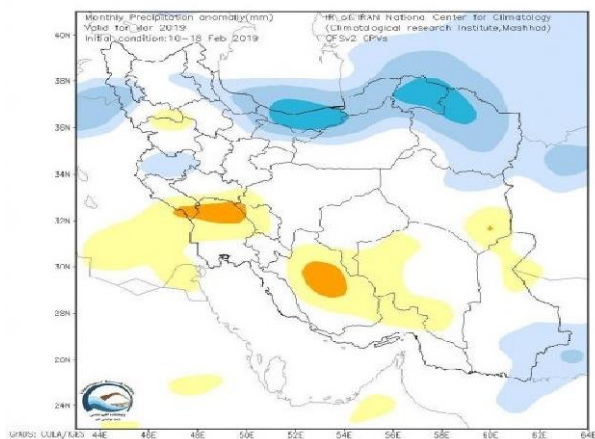 Monthly Precipitation anomaly(mm)
Valid for Mar 2019
Initial condition:10-18 Feb 2019
IR of IRAN National Center for Climatology
(Climatological research Institute,Mashhad)
CFSv2 CPVs
40N
38N
36N
34N
32N
30N
28N
26N
24N
44E 46E 48E 50E 52E 54E 56E 58E 60E 62E 64E
GrADS: COLA/IGES